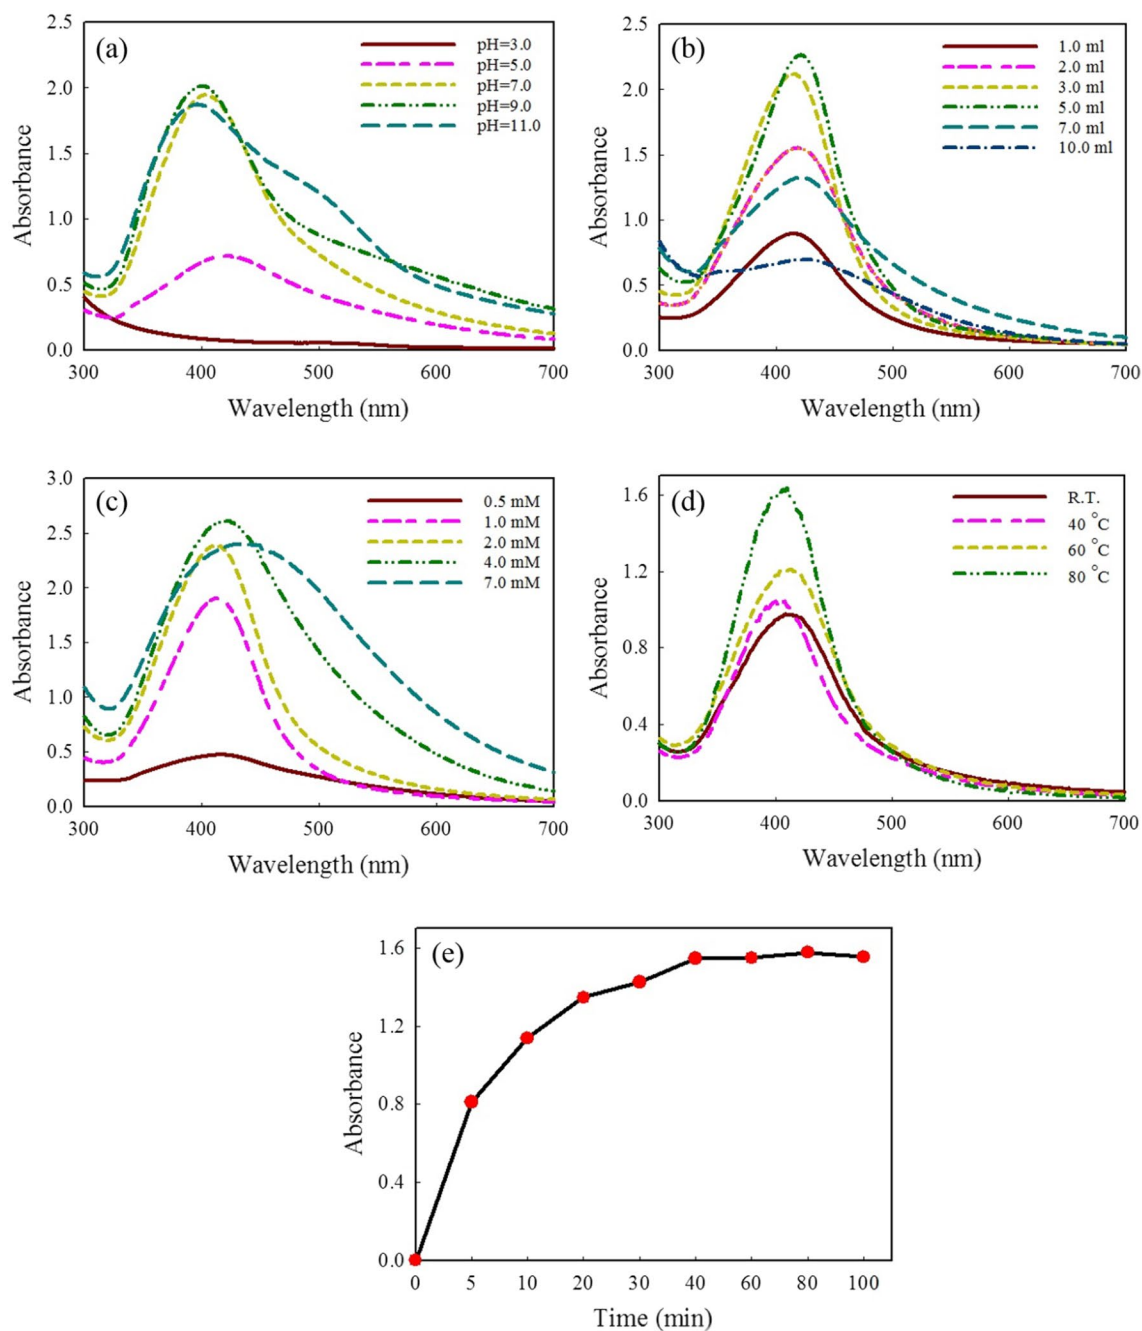 (a)
pH=3.0
pH=5.0
pH=7.0
pH=9.0
pH=11.0
2.5
2.0
1.5
1.0
0.5
0.0
Absorbance
300 400 500 600 700
Wavelength (nm)
(b)
1.0 ml
2.0 ml
3.0 ml
5.0 ml
7.0 ml
10.0 ml
2.5
2.0
1.5
1.0
0.5
0.0
Absorbance
300 400 500 600 700
Wavelength (nm)
(c)
0.5 mM
1.0 mM
2.0 mM
4.0 mM
7.0 mM
3.0
2.5
2.0
1.5
1.0
0.5
0.0
Absorbance
300 400 500 600 700
Wavelength (nm)
(d)
R.T.
40 °C
60 °C
80 °C
1.6
1.2
0.8
0.4
0.0
Absorbance
300 400 500 600 700
Wavelength (nm)
(e)
1.6
1.2
0.8
0.4
0.0
Absorbance
0 5 10 20 30 40 60 80 100
Time (min)